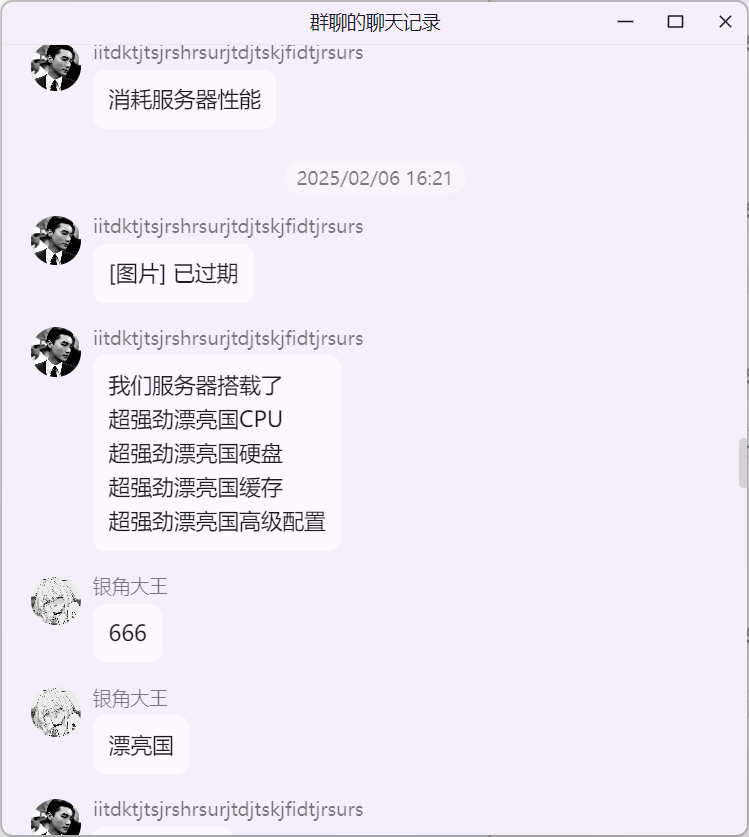 群聊的聊天记录
iitdktjtsjrshrsurjtdjtskjfidtjrsurs
消耗服务器性能
2025/02/06 16:21
iitdktjtsjrshrsurjtdjtskjfidtjrsurs
[图片] 已过期
iitdktjtsjrshrsurjtdjtskjfidtjrsurs
我们服务器搭载了
超强劲漂亮国CPU
超强劲漂亮国硬盘
超强劲漂亮国缓存
超强劲漂亮国高级配置
银角大王
666
银角大王
漂亮国
iitdktjtsjrshrsurjtdjtskjfidtjrsurs